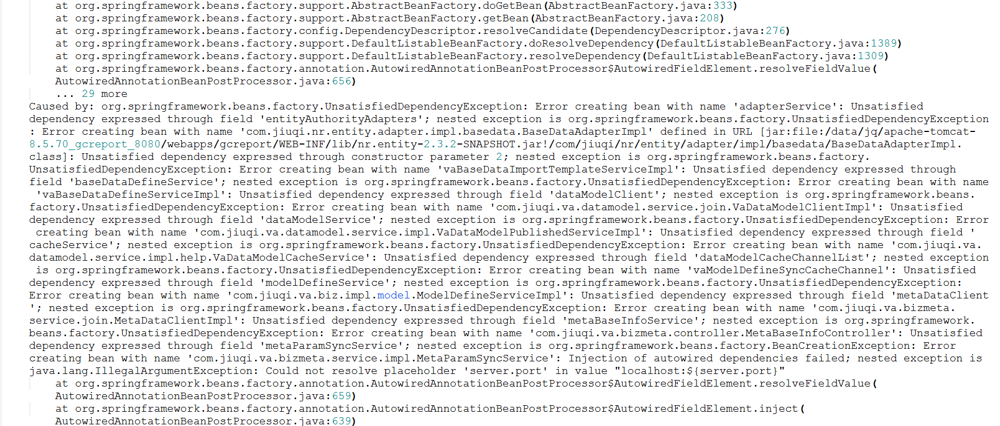 at org.springframework.beans.factory.support.AbstractBeanFactory.doGetBean(AbstractBeanFactory.java:333)
at org.springframework.beans.factory.support.AbstractBeanFactory.getBean(AbstractBeanFactory.java:208)
at org.springframework.beans.factory.config.DependencyDescriptor.resolveCandidate(DependencyDescriptor.java:276)
at org.springframework.beans.factory.support.DefaultListableBeanFactory.doResolveDependency(DefaultListableBeanFactory.java:1389)
at org.springframework.beans.factory.support.DefaultListableBeanFactory.resolveDependency(DefaultListableBeanFactory.java:1309)
at org.springframework.beans.factory.annotation.AutowiredAnnotationBeanPostProcessor$AutowiredFieldElement.resolveFieldValue(
AutowiredAnnotationBeanPostProcessor.java:656)
... 29 more
Caused by: org.springframework.beans.factory.UnsatisfiedDependencyException: Error creating bean with name 'adapterService': Unsatisfied
dependency expressed through field 'entityAuthorityAdapters'; nested exception is org.springframework.beans.factory.UnsatisfiedDependencyException
: Error creating bean with name 'com.jiuqi.nr.entity.adapter.impl.basedata.BaseDataAdapterImpl' defined in URL [jar:file:/data/jq/apache-tomcat-
8.5.70_gcreport_8080/webapps/gcreport/WEB-INF/lib/nr.entity-2.3.2-SNAPSHOT.jar!/com/jiuqi/nr/entity/adapter/impl/basedata/BaseDataAdapterImpl.
class]: Unsatisfied dependency expressed through constructor parameter 2; nested exception is org.springframework.beans.factory.
UnsatisfiedDependencyException: Error creating bean with name 'vaBaseDataImportTemplateServiceImpl': Unsatisfied dependency expressed through
field 'baseDataDefineService'; nested exception is org.springframework.beans.factory.UnsatisfiedDependencyException: Error creating bean with name
'vaBaseDataDefineServiceImpl': Unsatisfied dependency expressed through field 'dataModelClient'; nested exception is org.springframework.beans.
factory.UnsatisfiedDependencyException: Error creating bean with name 'com.jiuqi.va.datamodel.service.join.VaDataModelClientImpl': Unsatisfied
dependency expressed through field 'dataModelService'; nested exception is org.springframework.beans.factory.UnsatisfiedDependencyException: Error
creating bean with name 'com.jiuqi.va.datamodel.service.impl.VaDataModelPublishedServiceImpl': Unsatisfied dependency expressed through field '
cacheService'; nested exception is org.springframework.beans.factory.UnsatisfiedDependencyException: Error creating bean with name 'com.jiuqi.va.
datamodel.service.impl.help.VaDataModelCacheService': Unsatisfied dependency expressed through field 'dataModelCacheChannelList'; nested exception
is org.springframework.beans.factory.UnsatisfiedDependencyException: Error creating bean with name 'vaModelDefineSyncCacheChannel': Unsatisfied
dependency expressed through field 'modelDefineService'; nested exception is org.springframework.beans.factory.UnsatisfiedDependencyException:
Error creating bean with name 'com.jiuqi.va.biz.impl.model.ModelDefineServiceImpl': Unsatisfied dependency expressed through field 'metaDataClient
'; nested exception is org.springframework.beans.factory.UnsatisfiedDependencyException: Error creating bean with name 'com.jiuqi.va.bizmeta.
service.join.MetaDataClientImpl': Unsatisfied dependency expressed through field 'metaBaseInfoService'; nested exception is org.springframework.
beans.factory.UnsatisfiedDependencyException: Error creating bean with name 'com.jiuqi.va.bizmeta.controller.MetaBaseInfoController': Unsatisfied
dependency expressed through field 'metaParamSyncService'; nested exception is org.springframework.beans.factory.BeanCreationException: Error
creating bean with name 'com.jiuqi.va.bizmeta.service.impl.MetaParamSyncService': Injection of autowired dependencies failed; nested exception is
java.lang.IllegalArgumentException: Could not resolve placeholder 'server.port' in value "localhost:${server.port}"
at org.springframework.beans.factory.annotation.AutowiredAnnotationBeanPostProcessor$AutowiredFieldElement.resolveFieldValue(
AutowiredAnnotationBeanPostProcessor.java:659)
at org.springframework.beans.factory.annotation.AutowiredAnnotationBeanPostProcessor$AutowiredFieldElement.inject(
AutowiredAnnotationBeanPostProcessor.java:639)